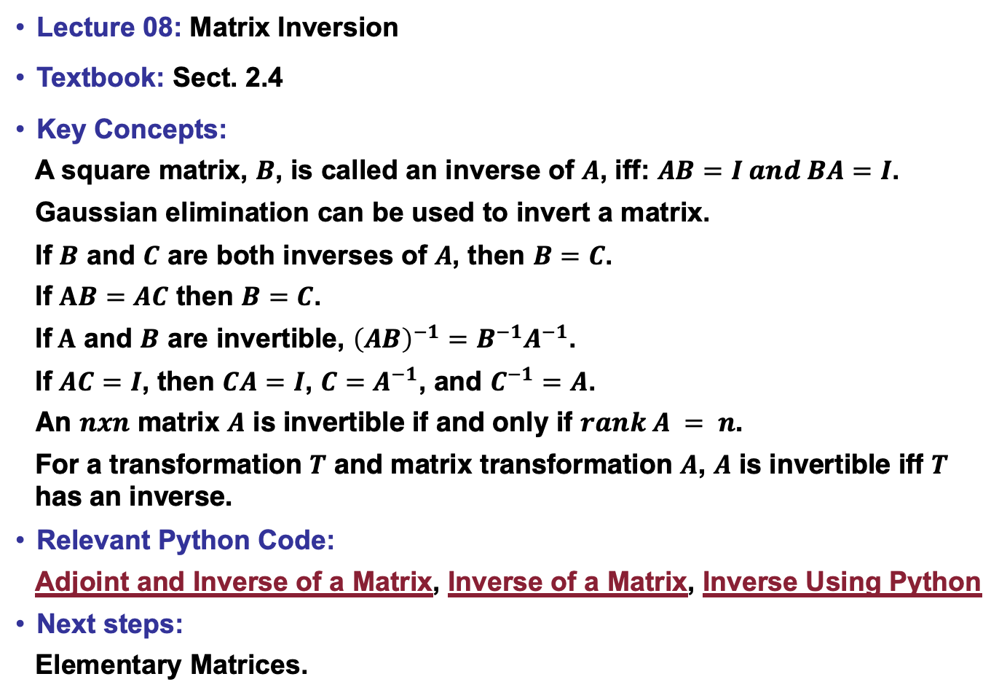 • Lecture 08: Matrix Inversion
• Textbook: Sect. 2.4
• Key Concepts:
A square matrix, B, is called an inverse of A, iff: AB = I and BA = I.
Gaussian elimination can be used to invert a matrix.
If B and C are both inverses of A, then B = C.
If AB = AC then B = C.
If A and B are invertible, (AB)⁻¹ = B⁻¹A⁻¹.
If AC = I, then CA = I, C = A⁻¹, and C⁻¹ = A.
An nxn matrix A is invertible if and only if rank A = n.
For a transformation T and matrix transformation A, A is invertible iff T
has an inverse.
• Relevant Python Code:
Adjoint and Inverse of a Matrix, Inverse of a Matrix, Inverse Using Python
• Next steps:
Elementary Matrices.